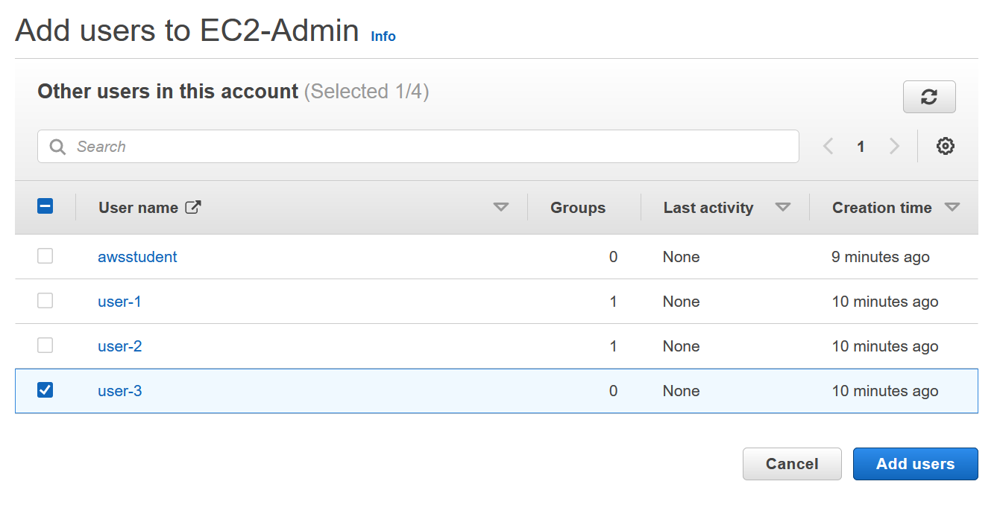 Add users to EC2-Admin Info
Other users in this account (Selected 1/4)
Search 1
User name Groups Last activity Creation time
awsstudent 0 None 9 minutes ago
user-1 1 None 10 minutes ago
user-2 1 None 10 minutes ago
user-3 0 None 10 minutes ago
Cancel Add users